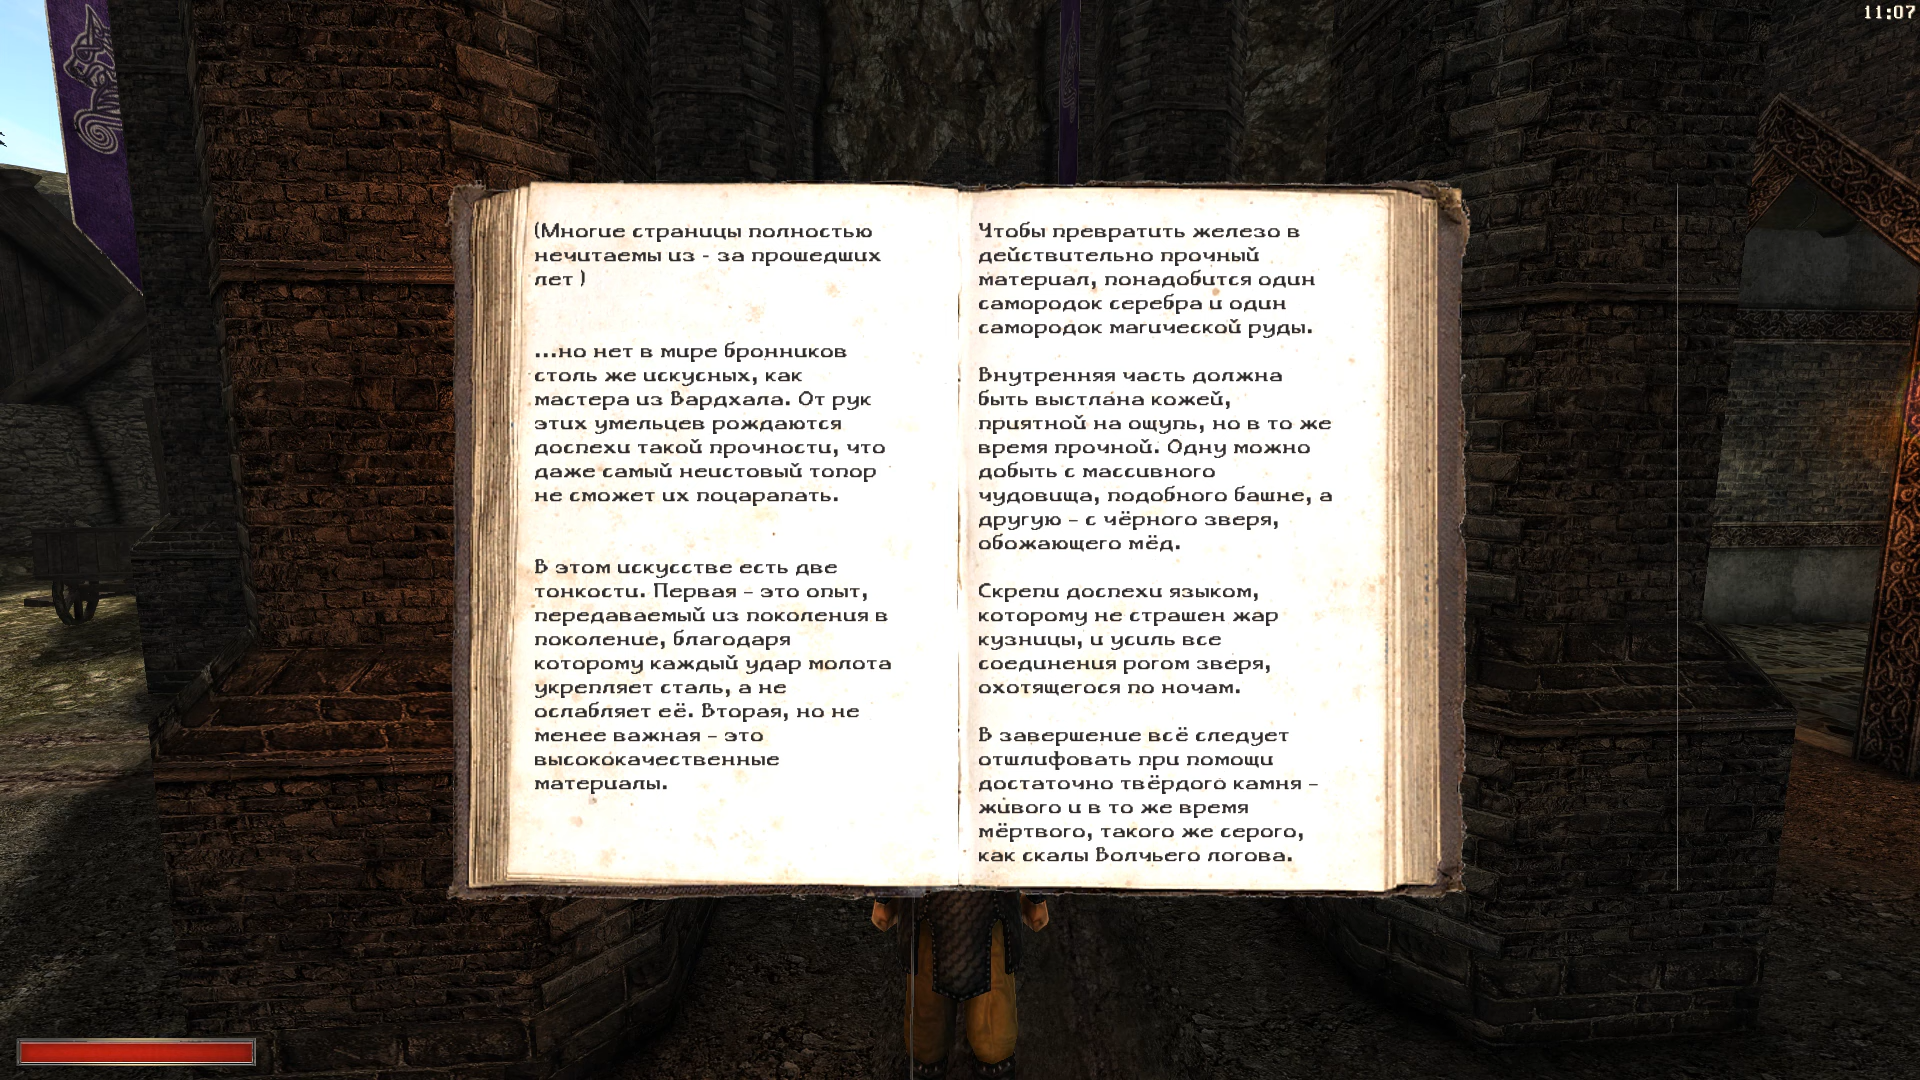 11:07
(Многие страницы полностью
нечитаемы из - за прошедших
лет )
...но нет в мире бронников
столь же искусных, как
мастера из Вардхала. От рук
этих умельцев рождаются
доспехи такой прочности, что
даже самый неистовый топор
не сможет их поцарапать.
В этом искусстве есть две
тонкости. Первая – это опыт,
передаваемый из поколения в
поколение, благодаря
которому каждый удар молота
укрепляет сталь, а не
ослабляет её. Вторая, но не
менее важная – это
высококачественные
материалы.
Чтобы превратить железо в
действительно прочный
материал, понадобится один
самородок серебра и один
самородок магической руды.
Внутренняя часть должна
быть выстлана кожей,
приятной на ощупь, но в то же
время прочной. Одну можно
добыть с массивного
чудовища, подобного башне, а
другую – с чёрного зверя,
обожающего мёд.
Скрепи доспехи языком,
которому не страшен жар
кузницы, и усиль все
соединения рогом зверя,
охотящегося по ночам.
В завершение всё следует
отшлифовать при помощи
достаточно твёрдого камня –
живого и в то же время
мёртвого, такого же серого,
как скалы Волчьего логова.